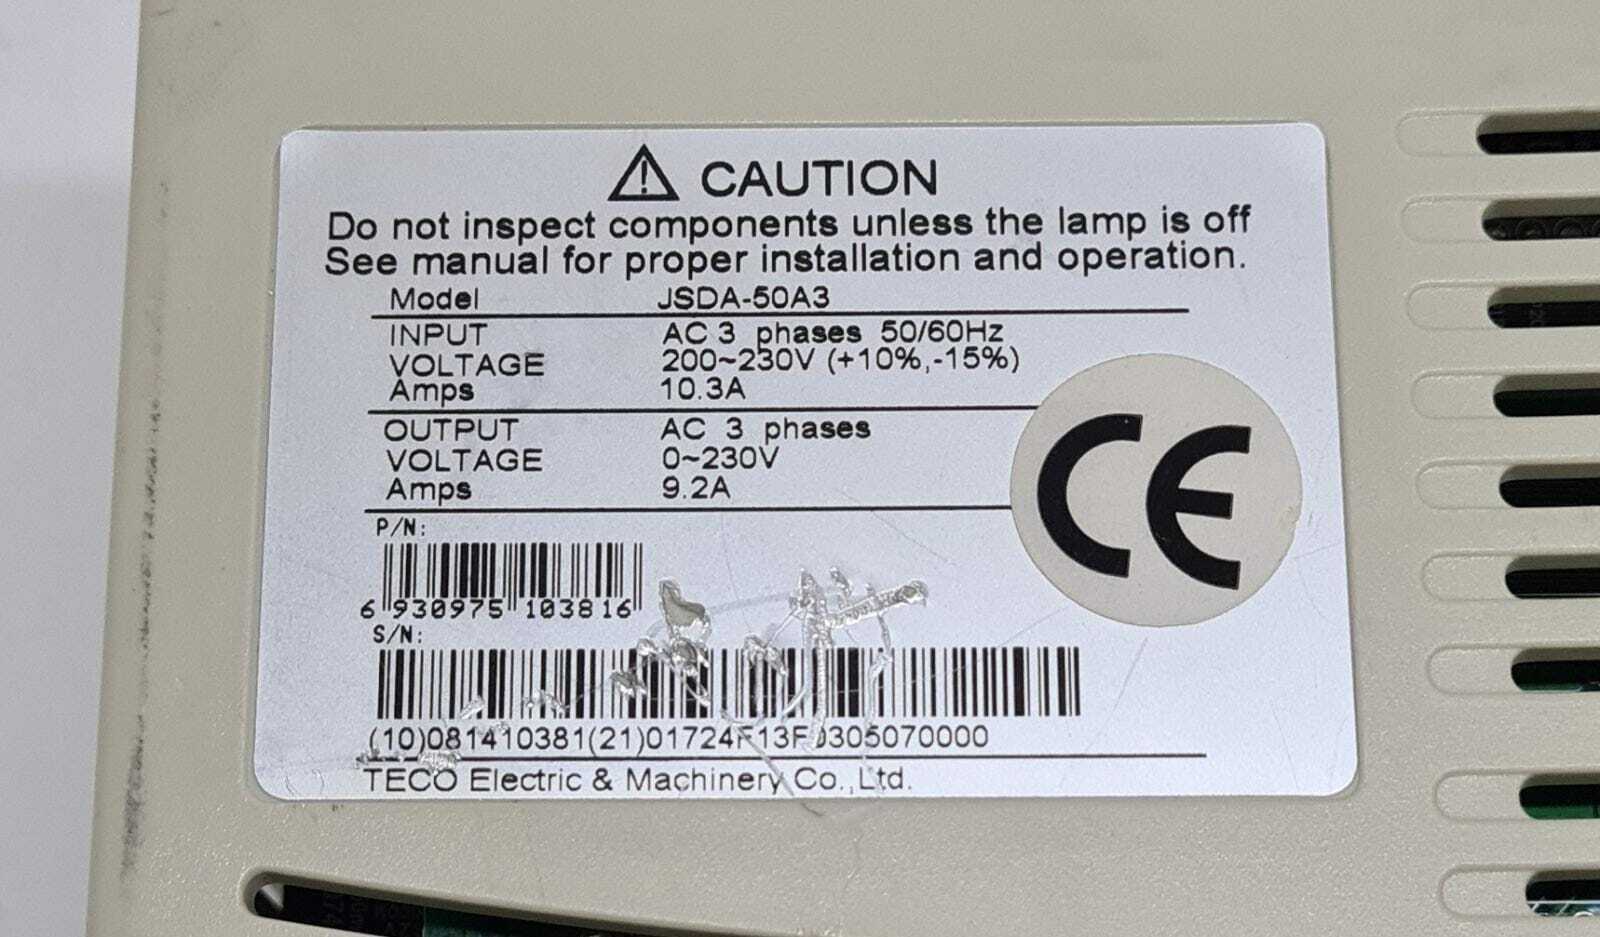 CAUTION
Do not inspect components unless the lamp is off
See manual for proper installation and operation.
Model JSDA-50A3
INPUT AC 3 phases 50/60Hz
VOLTAGE 200~230V (+10%,-15%)
Amps 10.3A
OUTPUT AC 3 phases
VOLTAGE 0~230V
Amps 9.2A
CE
P/N:
6 930975 103816
S/N:
TECO Electric & Machinery Co.,Ltd.